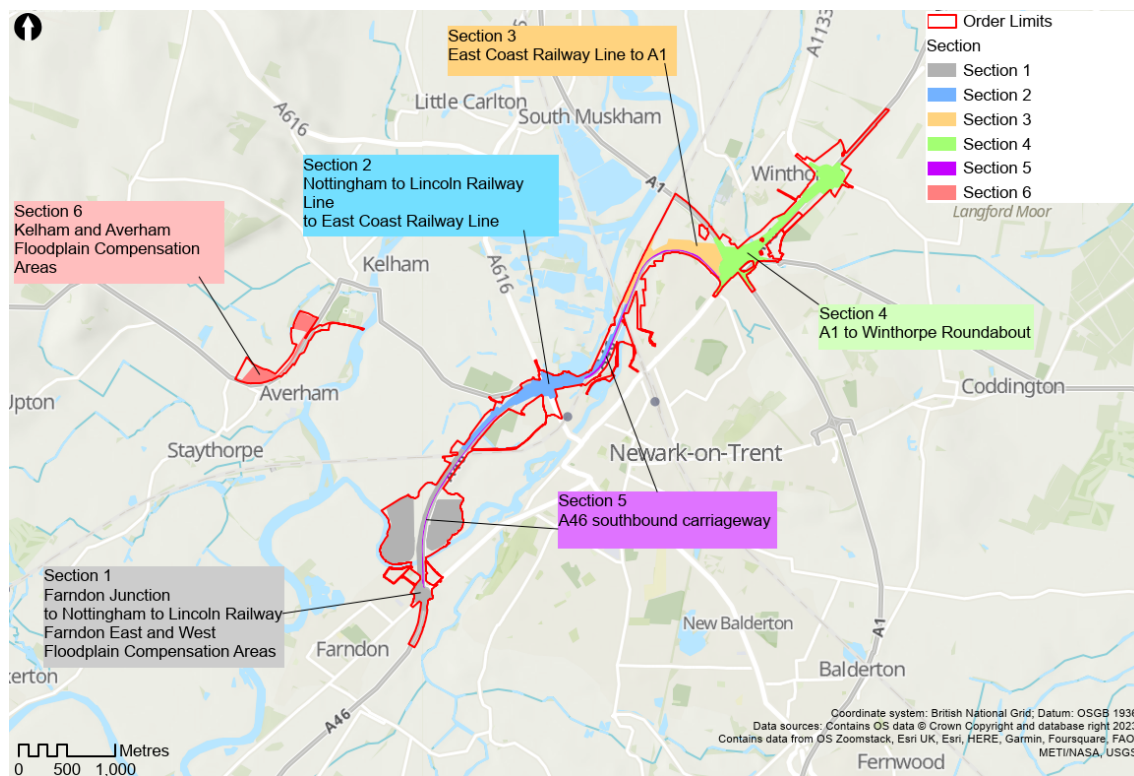 Section 3
East Coast Railway Line to A1
Order Limits
Section
Section 1
Section 2
Section 3
Section 4
Section 5
Section 6
A1133
A616
Little Carlton
South Muskham
Section 2
Nottingham to Lincoln Railway
Line
to East Coast Railway Line
A1
Langford Moor
Section 6
Kelham and Averham
Floodplain Compensation
Areas
Kelham
A616
Section 4
A1 to Winthorpe Roundabout
Averham
Coddington
Upton
Staythorpe
Newark-on-Trent
Section 5
A46 southbound carriageway
Section 1
Farndon Junction
to Nottingham to Lincoln Railway
Farndon East and West
Floodplain Compensation Areas
Farndon
New Balderton
A1
Balderton
A46
Coordinate system: British National Grid; Datum: OSGB 1936
Data sources: Contains OS data © Crown Copyright and database right 2023
Contains data from OS Zoomstack, Esri UK, Esri, HERE, Garmin, Foursquare, FAO,
METI/NASA, USGS
Fernwood
Metres
0 500 1,000